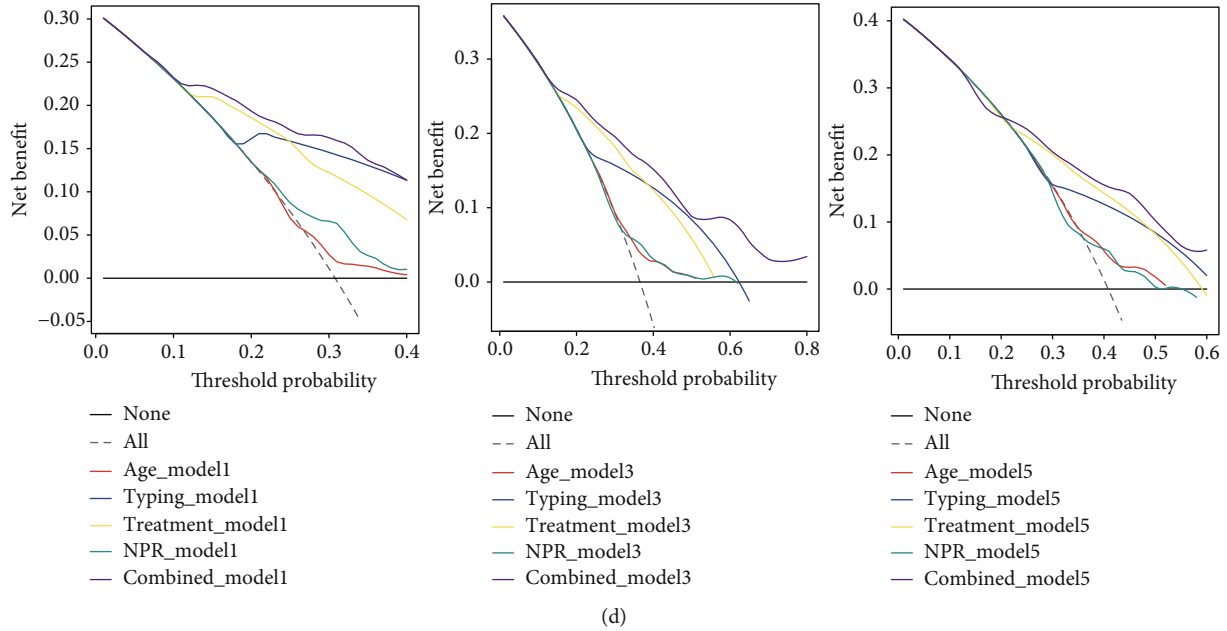 0.30
0.25
0.20
0.15
0.10
0.05
0.00
−0.05
Net benefit
0.0 0.1 0.2 0.3 0.4
Threshold probability
None
All
Age_model1
Typing_model1
Treatment_model1
NPR_model1
Combined_model1
0.3
0.2
0.1
0.0
Net benefit
0.0 0.2 0.4 0.6 0.8
Threshold probability
None
All
Age_model3
Typing_model3
Treatment_model3
NPR_model3
Combined_model3
0.4
0.3
0.2
0.1
0.0
Net benefit
0.0 0.1 0.2 0.3 0.4 0.5 0.6
Threshold probability
None
All
Age_model5
Typing_model5
Treatment_model5
NPR_model5
Combined_model5
(d)